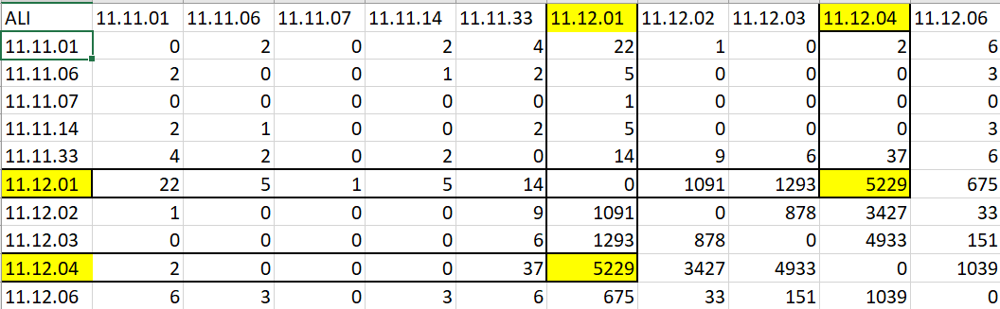 ALI 11.11.01 11.11.06 11.11.07 11.11.14 11.11.33 11.12.01 11.12.02 11.12.03 11.12.04 11.12.06
11.11.01 0 2 0 2 4 22 1 0 2 6
11.11.06 2 0 0 1 2 5 0 0 0 3
11.11.07 0 0 0 0 0 1 0 0 0 0
11.11.14 2 1 0 0 2 5 0 0 0 3
11.11.33 4 2 0 2 0 14 9 6 37 6
11.12.01 22 5 1 5 14 0 1091 1293 5229 675
11.12.02 1 0 0 0 9 1091 0 878 3427 33
11.12.03 0 0 0 0 6 1293 878 0 4933 151
11.12.04 2 0 0 0 37 5229 3427 4933 0 1039
11.12.06 6 3 0 3 6 675 33 151 1039 0